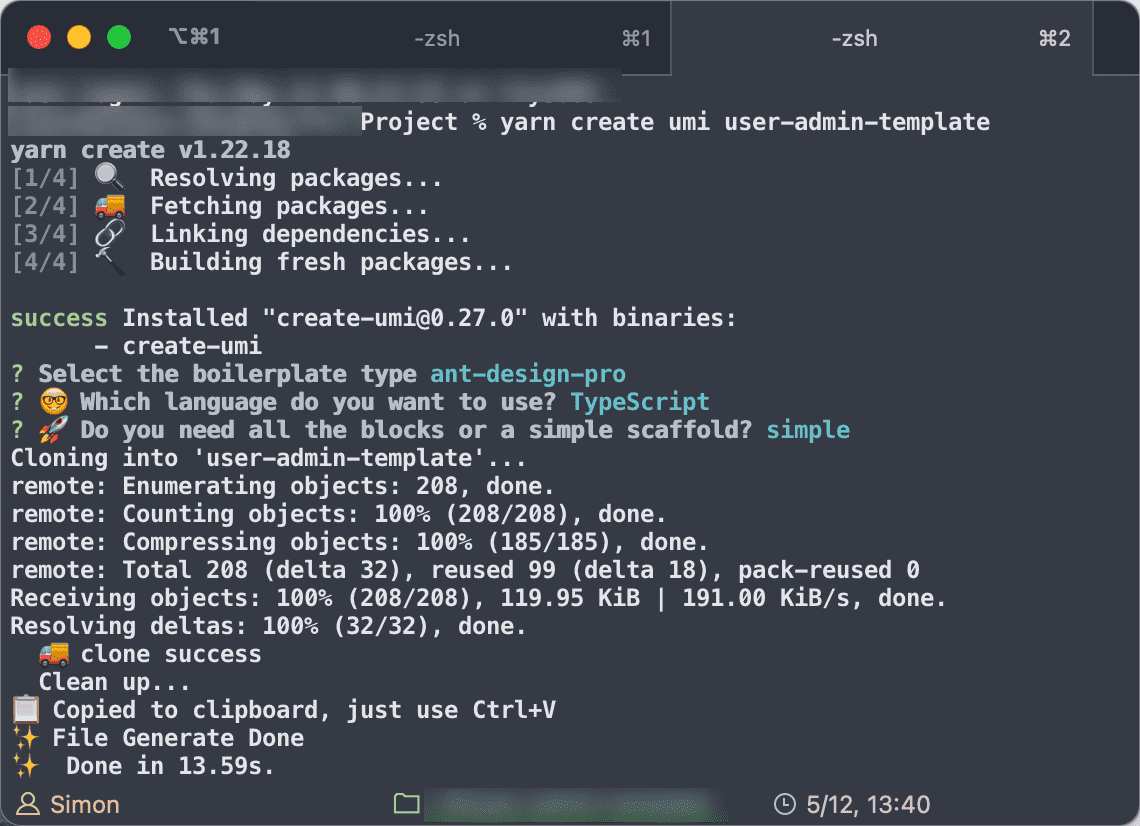 ⌥⌘1 -zsh ⌘1 -zsh ⌘2
Project % yarn create umi user-admin-template
yarn create v1.22.18
[1/4] 🔍 Resolving packages...
[2/4] 🚚 Fetching packages...
[3/4] 🔗 Linking dependencies...
[4/4] 🔨 Building fresh packages...
success Installed "create-umi@0.27.0" with binaries:
- create-umi
? Select the boilerplate type ant-design-pro
? 🤓 Which language do you want to use? TypeScript
? 🚀 Do you need all the blocks or a simple scaffold? simple
Cloning into 'user-admin-template'...
remote: Enumerating objects: 208, done.
remote: Counting objects: 100% (208/208), done.
remote: Compressing objects: 100% (185/185), done.
remote: Total 208 (delta 32), reused 99 (delta 18), pack-reused 0
Receiving objects: 100% (208/208), 119.95 KiB | 191.00 KiB/s, done.
Resolving deltas: 100% (32/32), done.
🚚 clone success
Clean up...
📋 Copied to clipboard, just use Ctrl+V
✨ File Generate Done
✨ Done in 13.59s.
Simon 5/12, 13:40